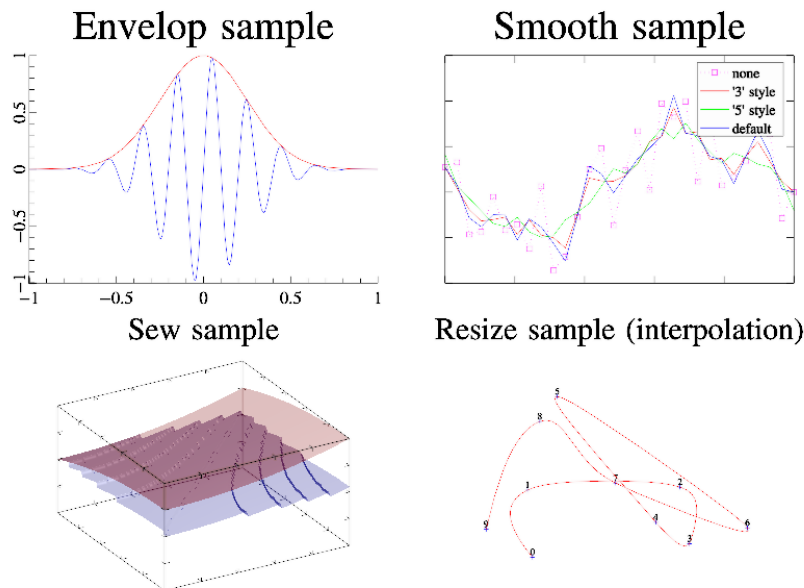 Envelop sample
Smooth sample
1
0.5
0
−0.5
−1
−1 −0.5 0 0.5 1
none
'3' style
'5' style
default
Sew sample
Resize sample (interpolation)
5
8
1
7
2
9
4
6
3
0